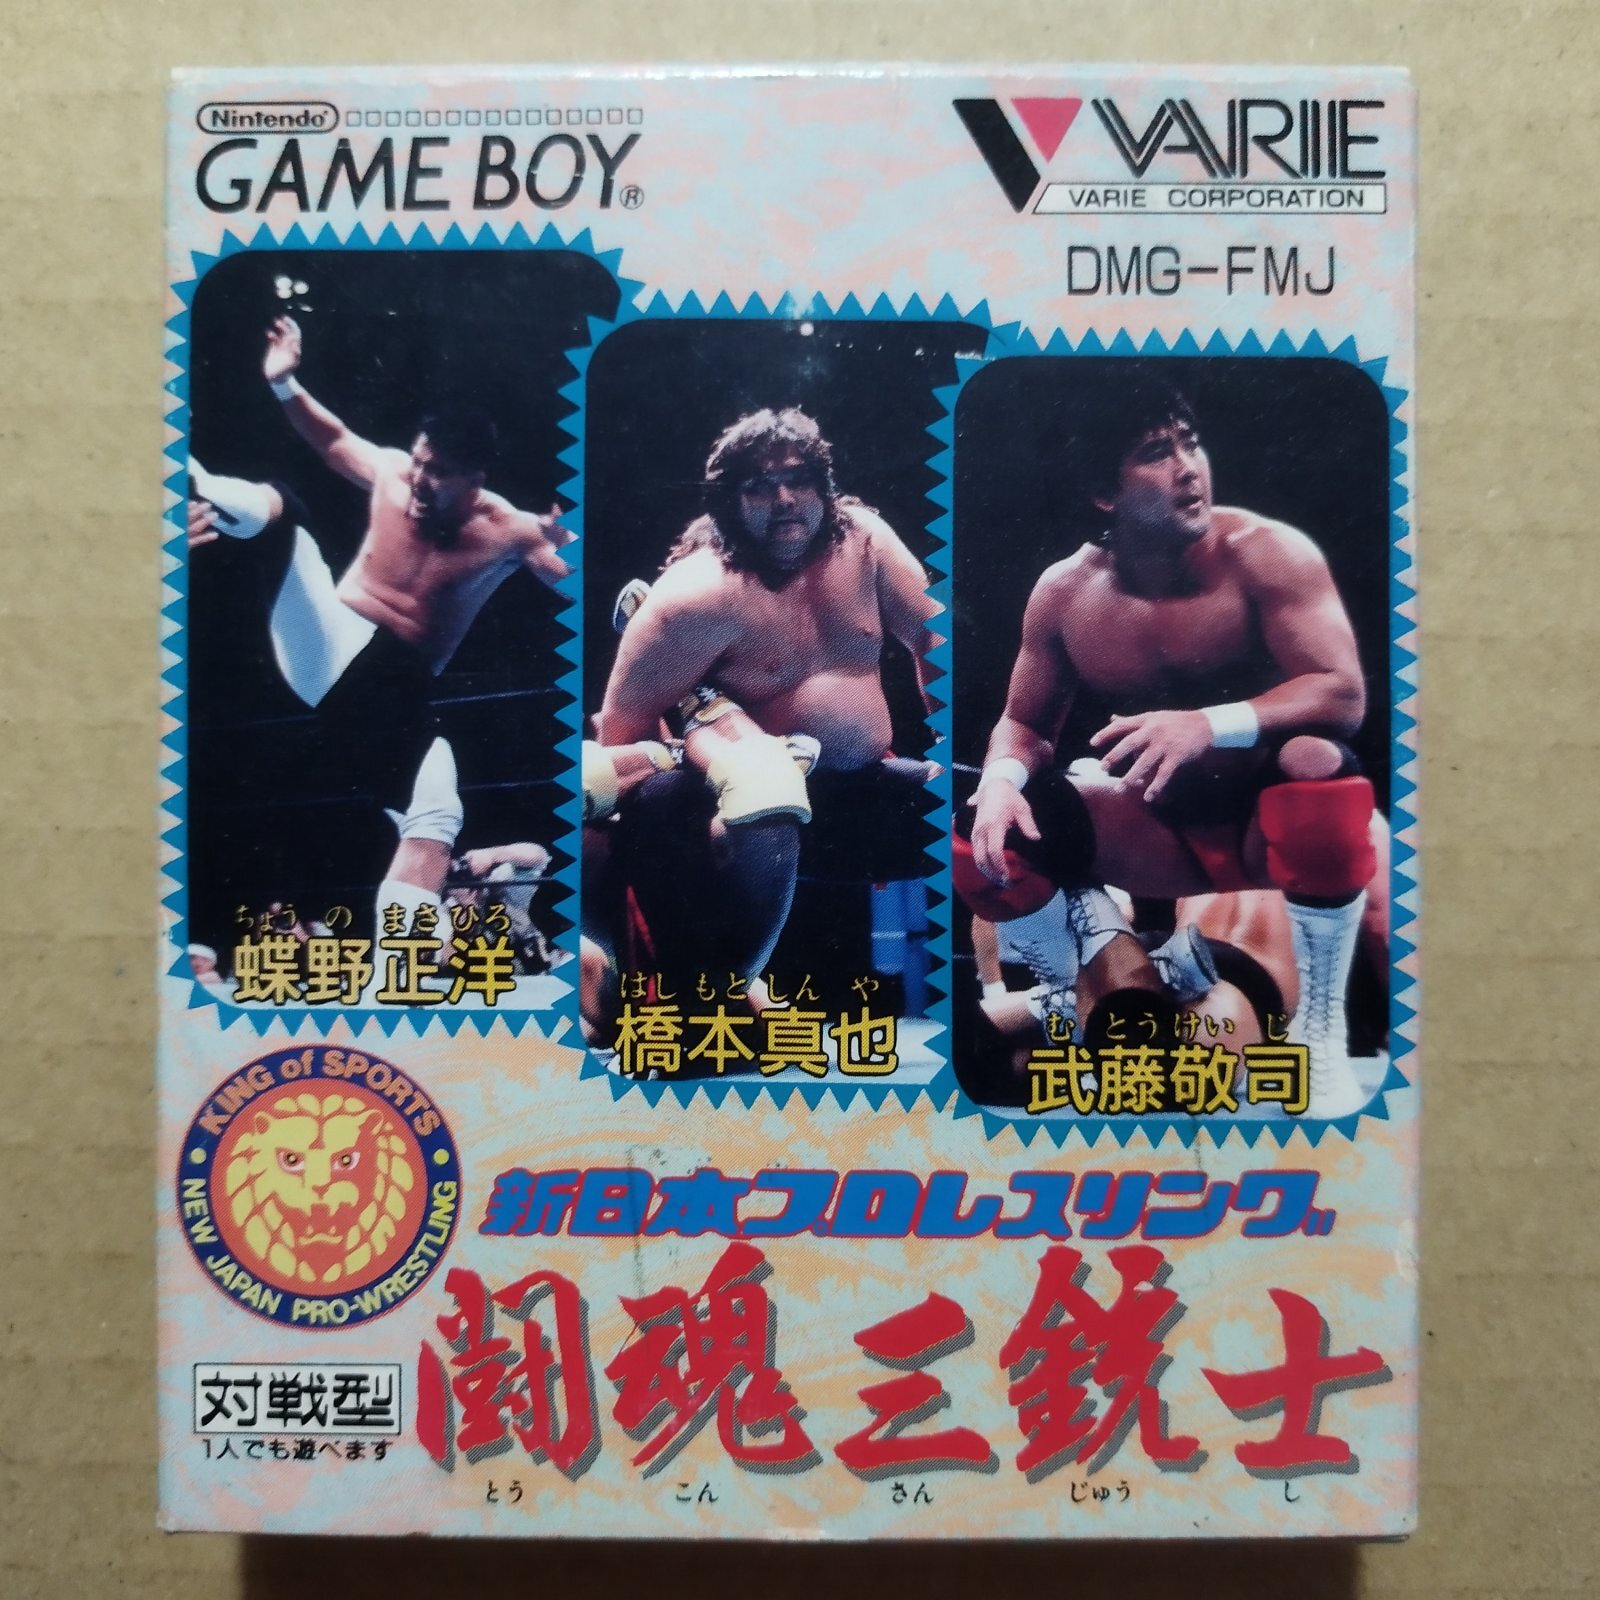 Nintendo®
GAME BOY®
VARIE
VARIE CORPORATION
DMG-FMJ
ちょう の まさひろ
蝶野正洋
はしもとしんや
橋本真也
むとうけいじ
武藤敬司
KING of SPORTS
NEW JAPAN PRO-WRESTLING
新日本プロレスリング
闘魂三銃士
とう こん さん じゅう し
対戦型
1人でも遊べます